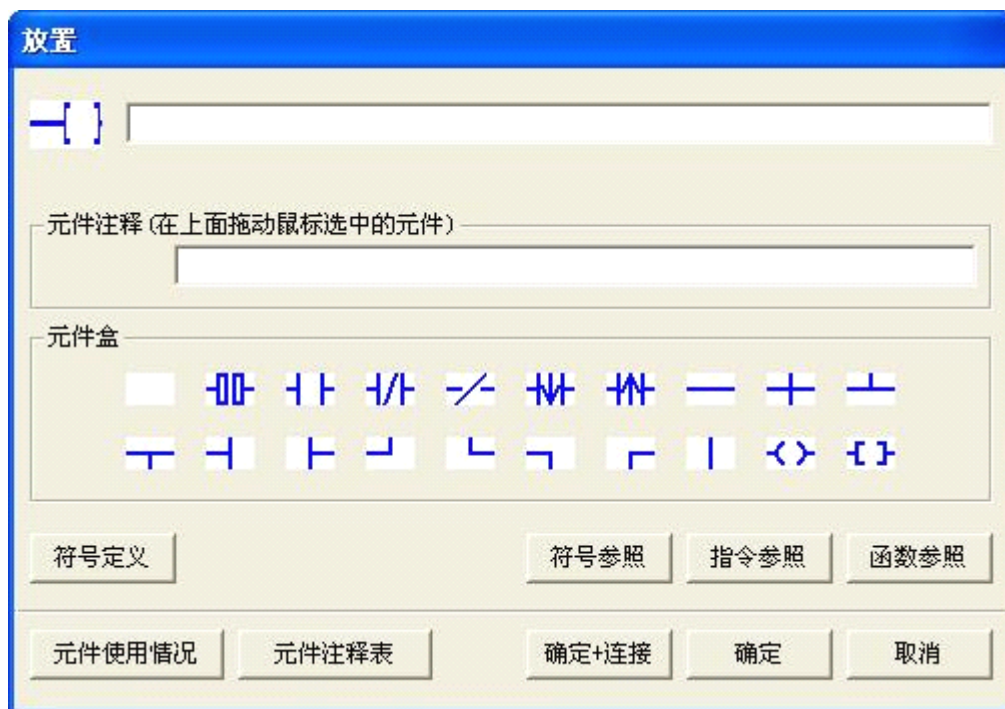 放置
元件注释(在上面拖动鼠标选中的元件)
元件盒
符号定义 符号参照 指令参照 函数参照
元件使用情况 元件注释表 确定+连接 确定 取消